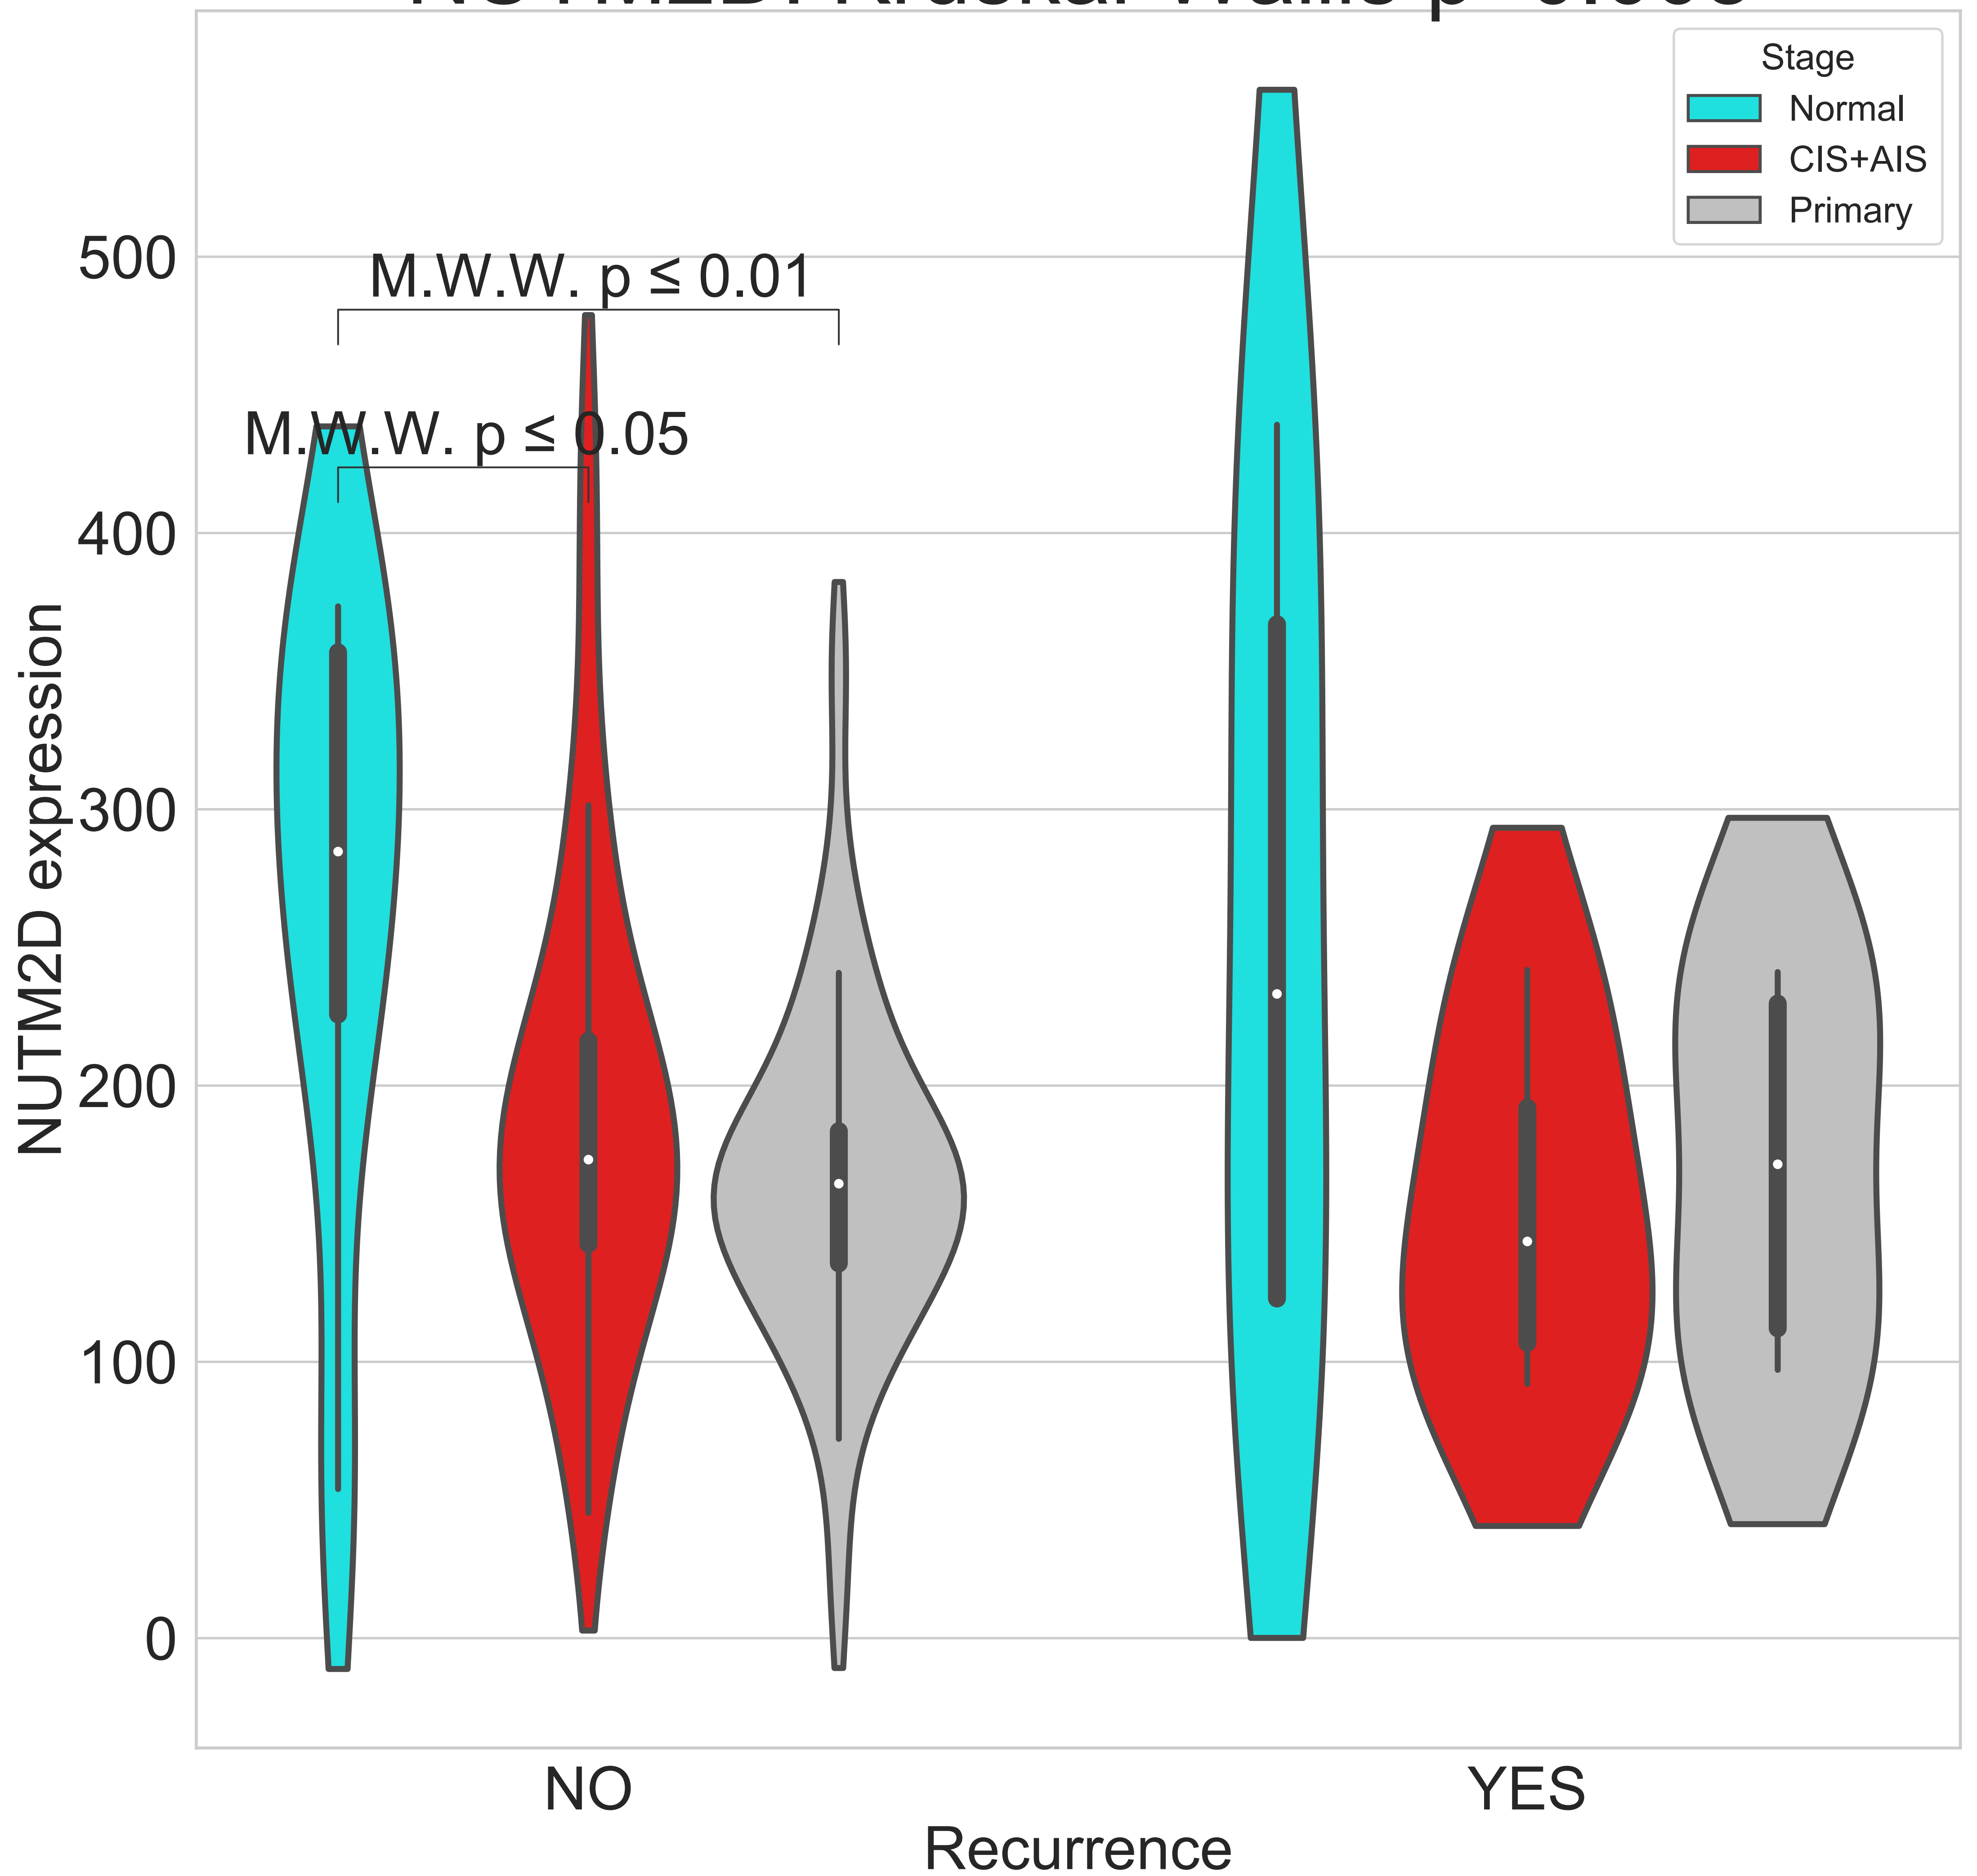 Stage
Normal
CIS+AIS
Primary
M.W.W. p ≤ 0.01
M.W.W. p ≤ 0.05
500
400
300
200
100
0
NUTM2D expression
NO
YES
Recurrence